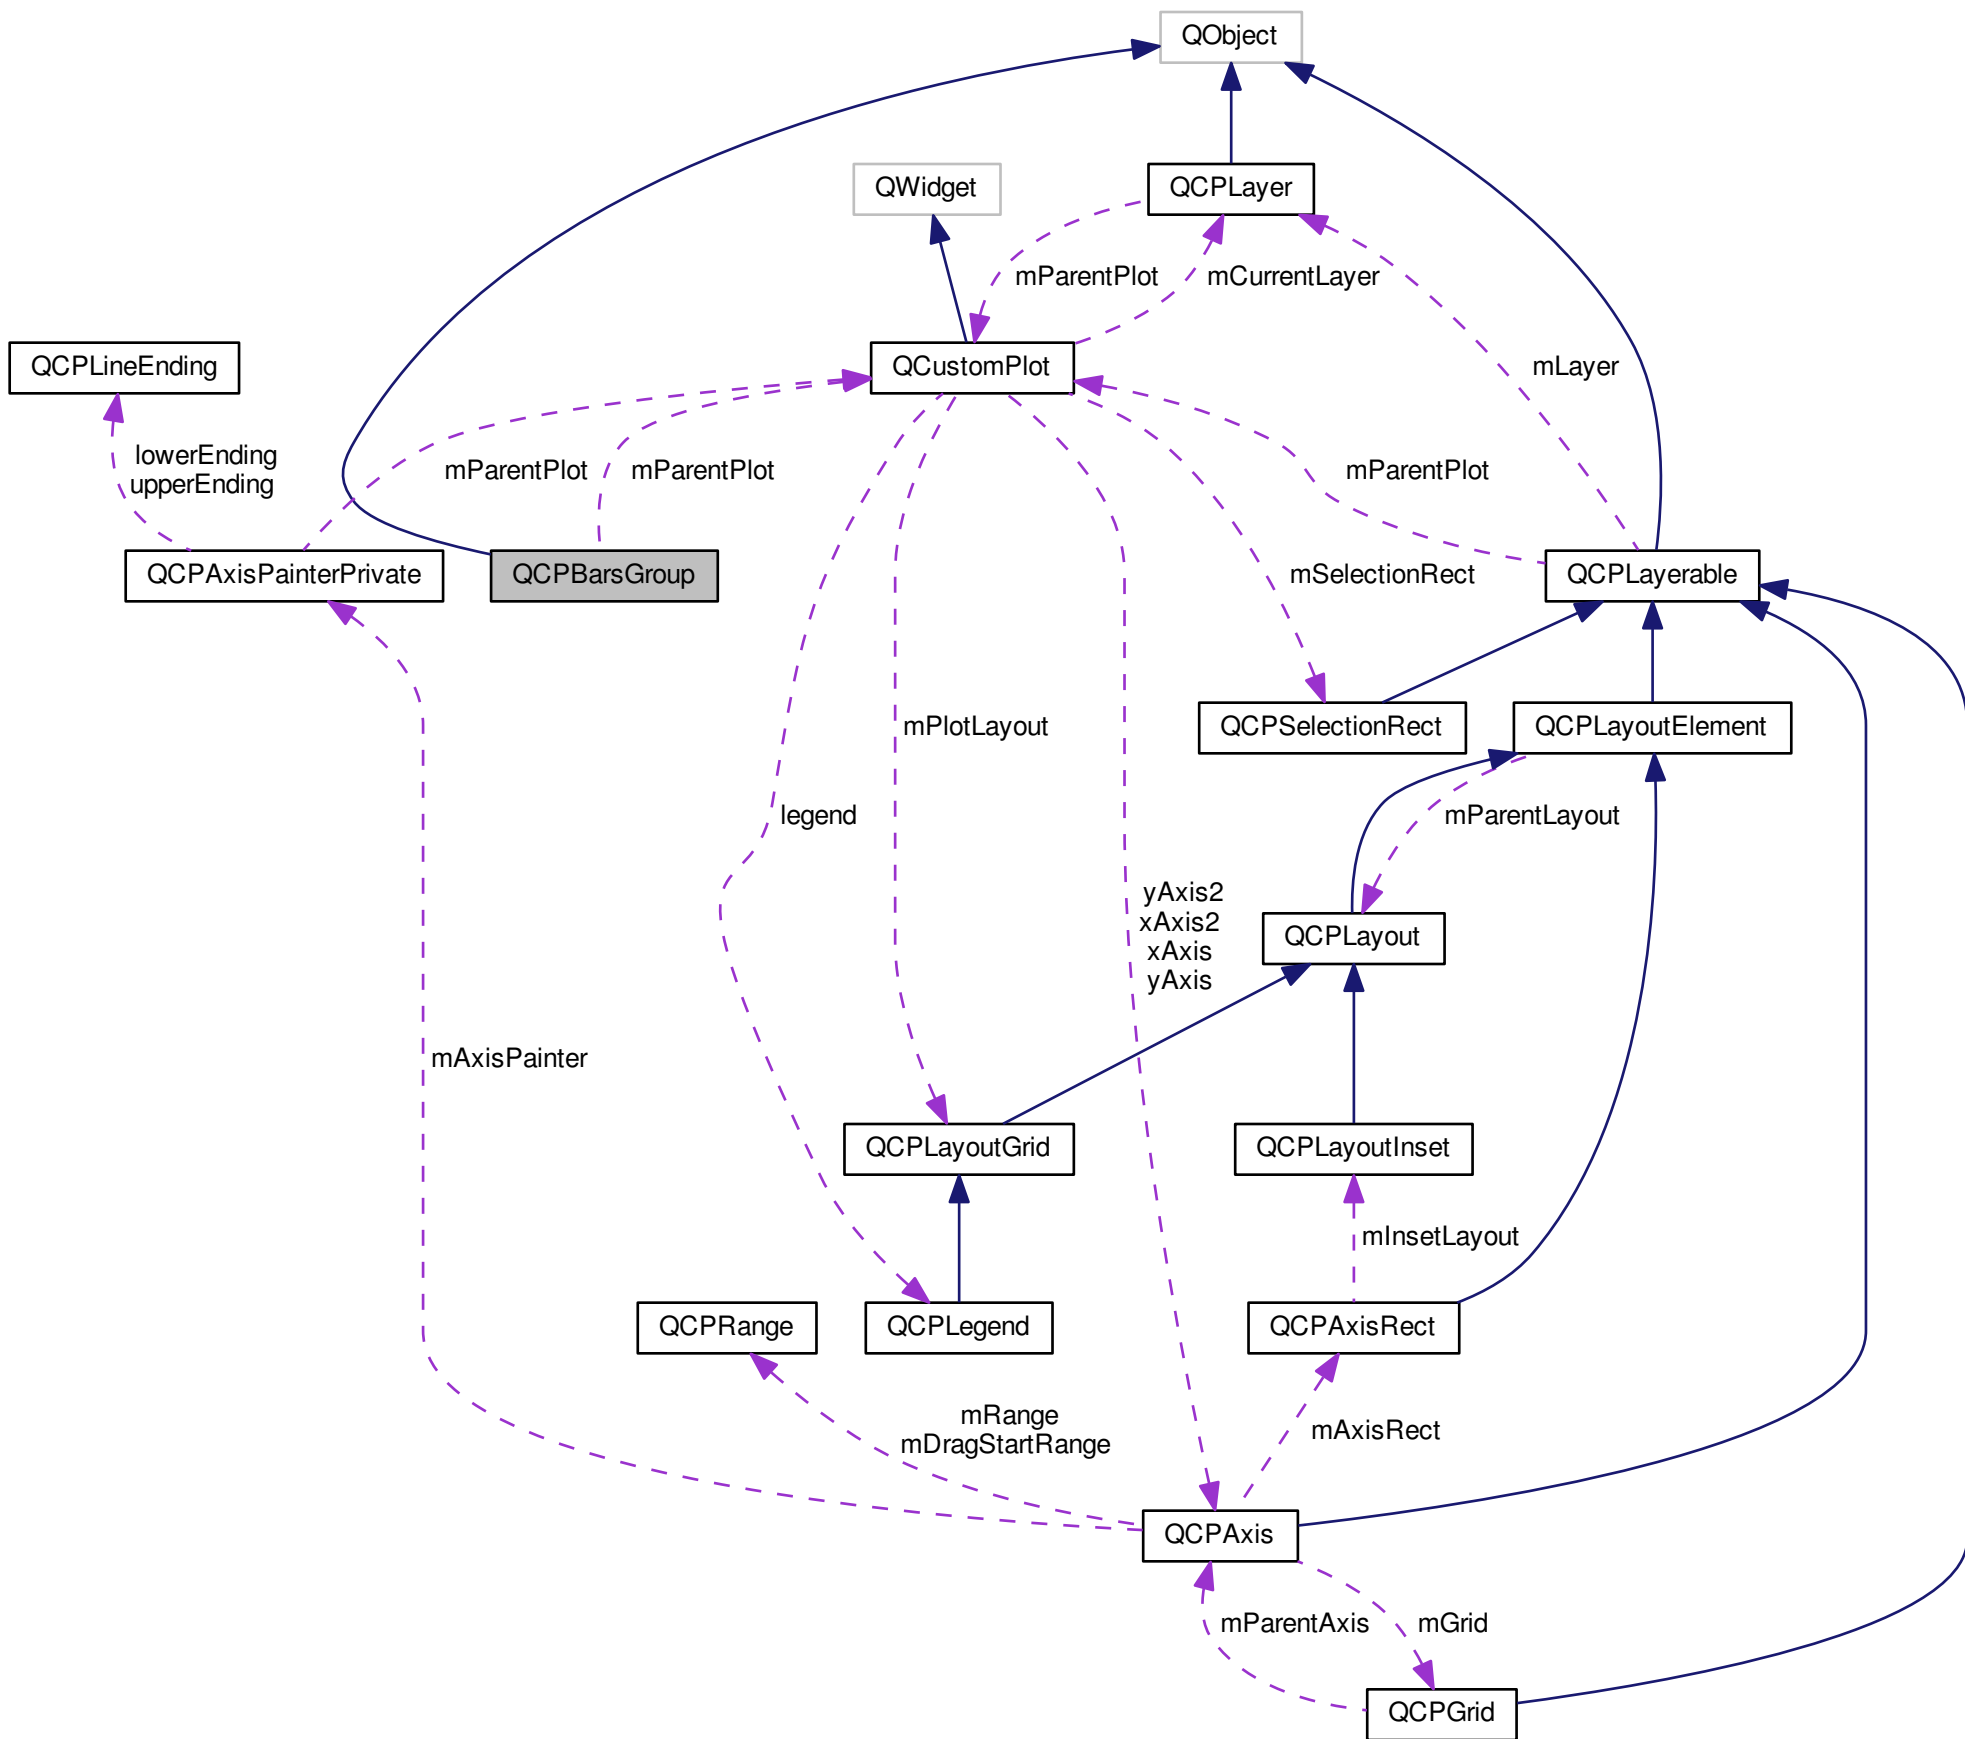 QObject
QWidget
QCPLayer
mParentPlot
mCurrentLayer
QCPLineEnding
QCustomPlot
mLayer
lowerEnding
upperEnding
mParentPlot
mParentPlot
mParentPlot
QCPAxisPainterPrivate
QCPBarsGroup
mSelectionRect
QCPLayerable
mPlotLayout
QCPSelectionRect
QCPLayoutElement
legend
mParentLayout
yAxis2
xAxis2
xAxis
yAxis
QCPLayout
mAxisPainter
QCPLayoutGrid
QCPLayoutInset
mInsetLayout
QCPRange
QCPLegend
QCPAxisRect
mRange
mDragStartRange
mAxisRect
QCPAxis
mParentAxis
mGrid
QCPGrid